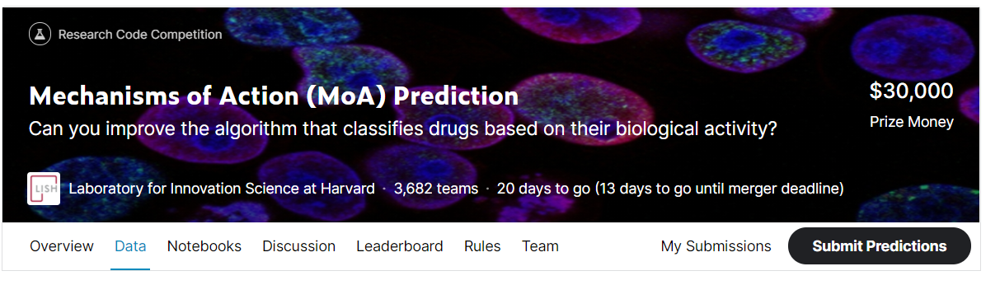 Research Code Competition
Mechanisms of Action (MoA) Prediction
$30,000
Can you improve the algorithm that classifies drugs based on their biological activity?
Prize Money
LISH
Laboratory for Innovation Science at Harvard · 3,682 teams · 20 days to go (13 days to go until merger deadline)
Overview Data Notebooks Discussion Leaderboard Rules Team My Submissions Submit Predictions